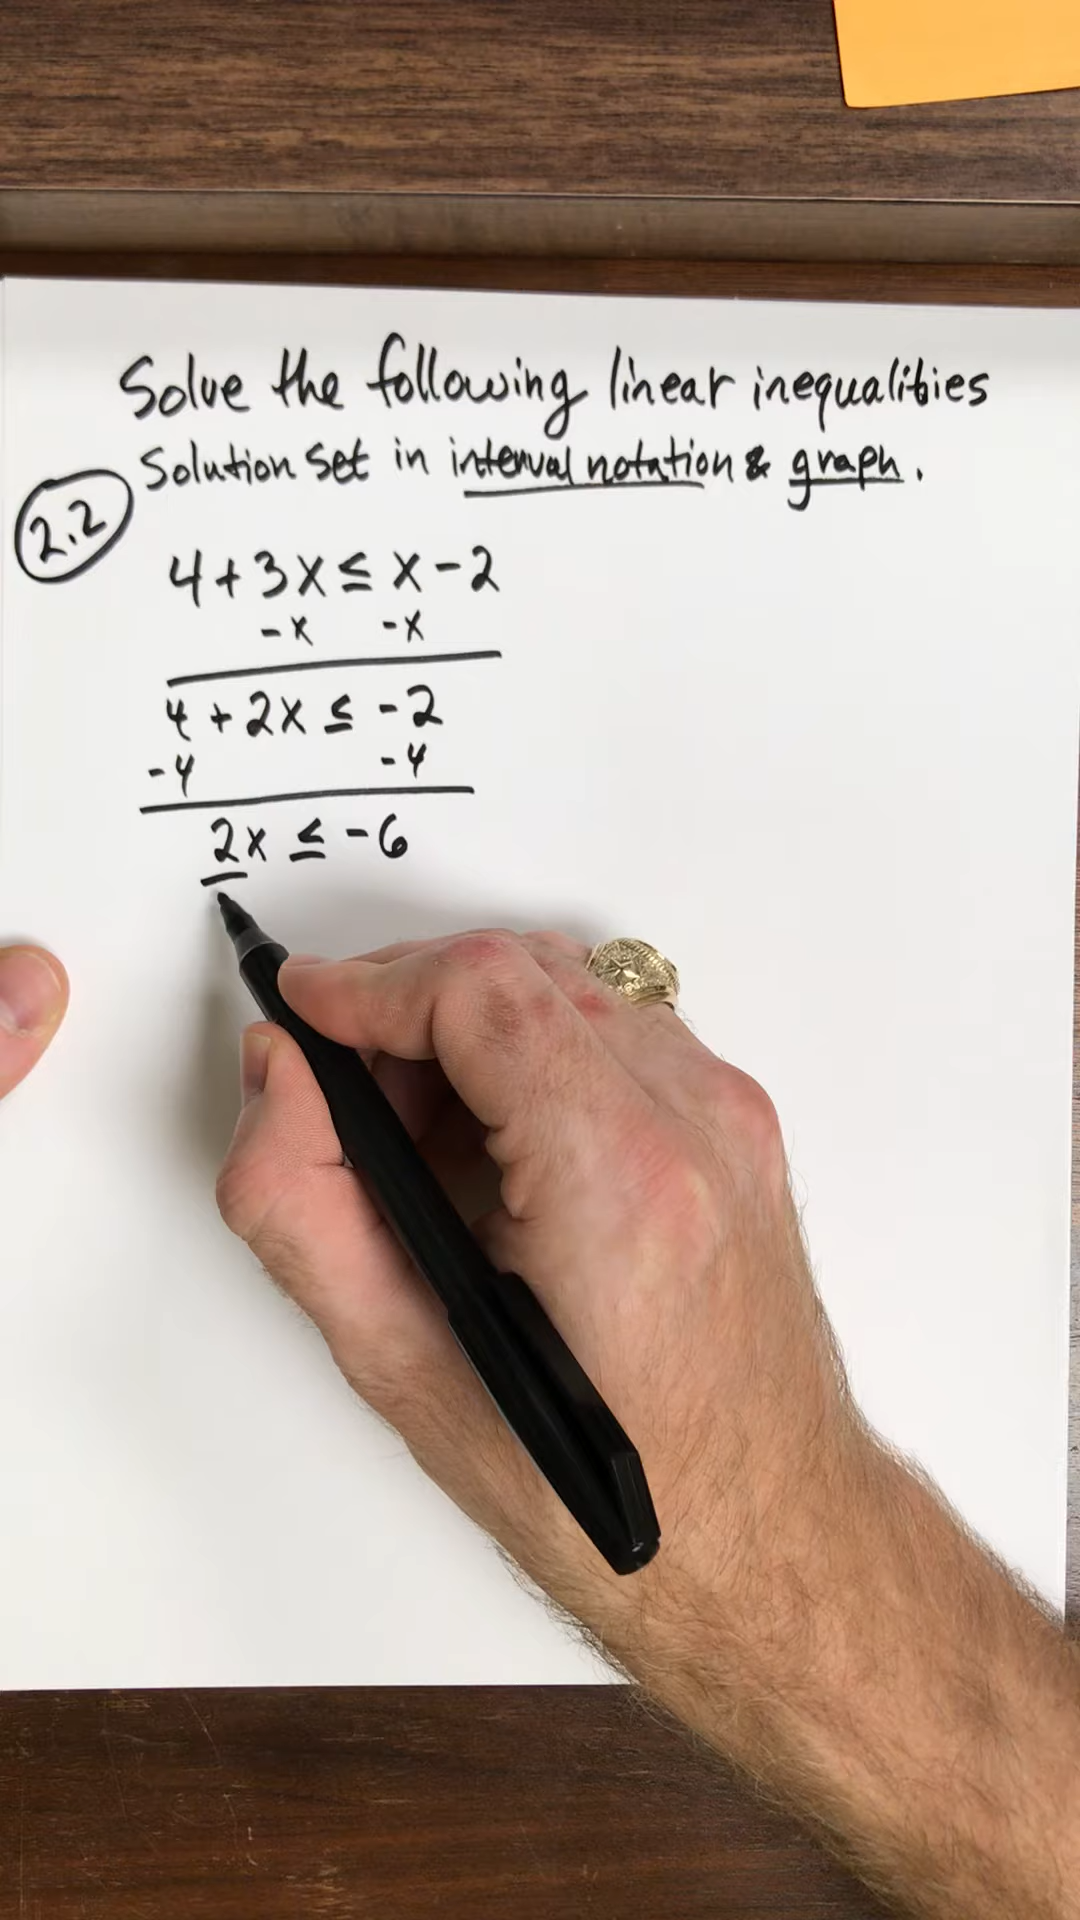 Solve the following linear inequalities
Solution set in interval notation & graph.
2.2
4+3x≤x-2
-x -x
4+2x≤-2
-4 -4
2x≤-6